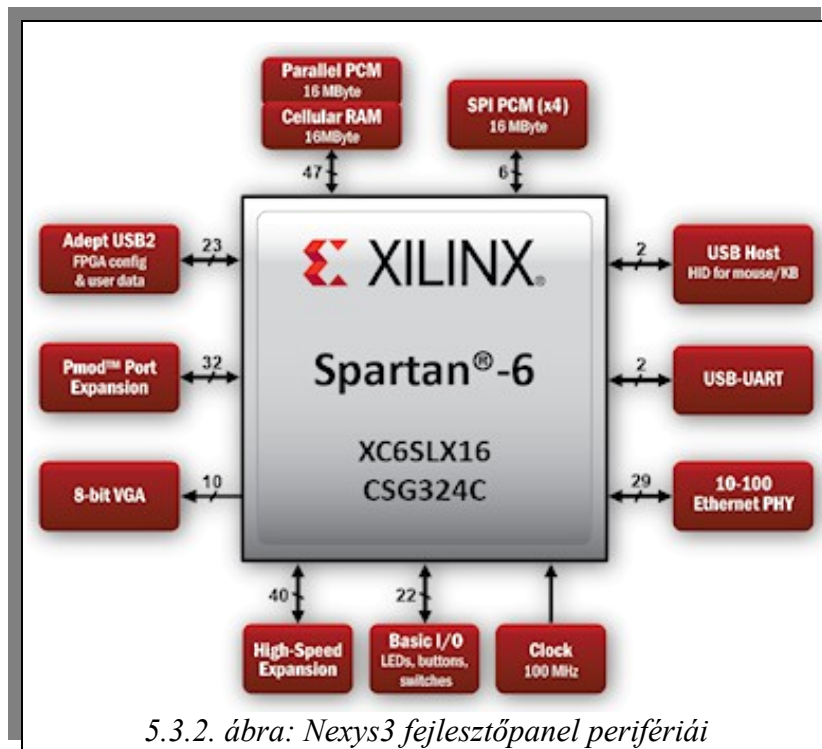 Parallel PCM
16 MByte
Cellular RAM
16MByte
47
SPI PCM (x4)
16 MByte
6
Adept USB2
FPGA config
& user data
23
Pmod™ Port
Expansion
32
8-bit VGA
10
XILINX®
Spartan®-6
XC6SLX16
CSG324C
2
USB Host
HID for mouse/KB
2
USB-UART
29
10-100
Ethernet PHY
40
High-Speed
Expansion
22
Basic I/O
LEDs, buttons,
switches
Clock
100 MHz
5.3.2. ábra: Nexys3 fejlesztőpanel perifériái